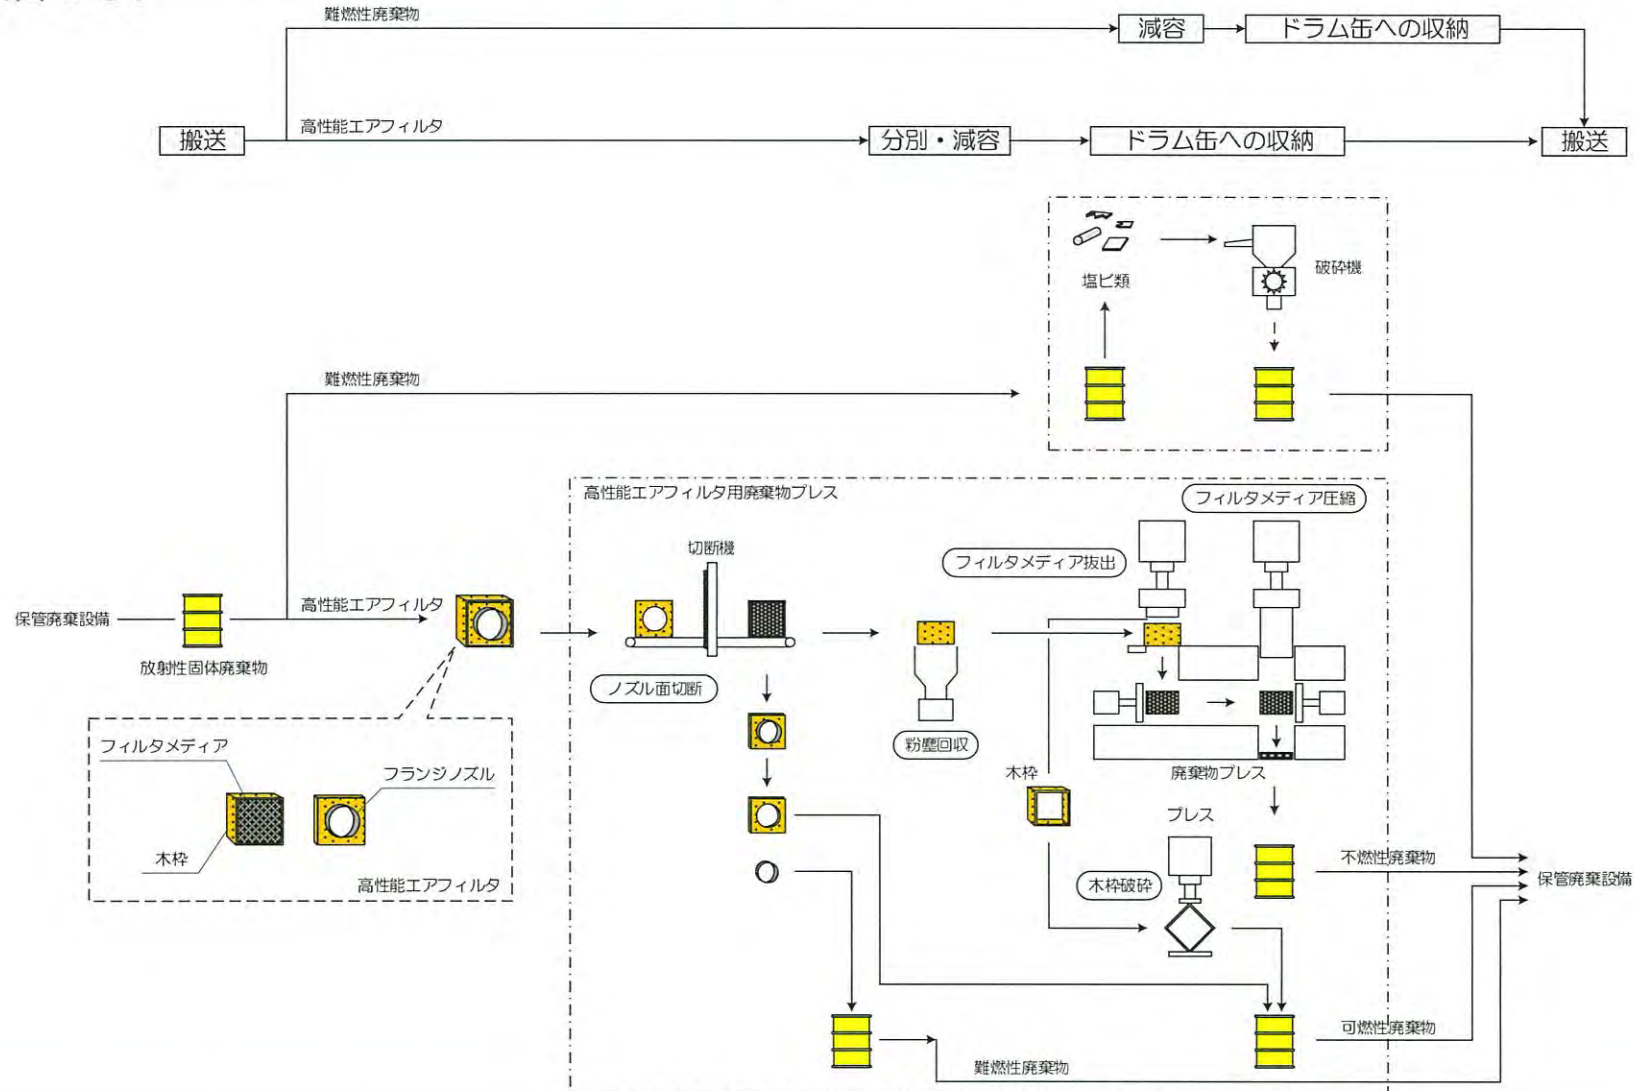 難燃性廃棄物
減容
ドラム缶への収納
搬送
高性能エアフィルタ
分別・減容
ドラム缶への収納
搬送
塩ビ類
破砕機
難燃性廃棄物
高性能エアフィルタ用廃棄物プレス
フィルタメディア圧縮
切断機
フィルタメディア抜出
保管廃棄設備
高性能エアフィルタ
放射性固体廃棄物
ノズル面切断
粉塵回収
フィルタメディア
フランジノズル
木枠
高性能エアフィルタ
木枠
廃棄物プレス
プレス
木枠破砕
不燃性廃棄物
保管廃棄設備
可燃性廃棄物
難燃性廃棄物